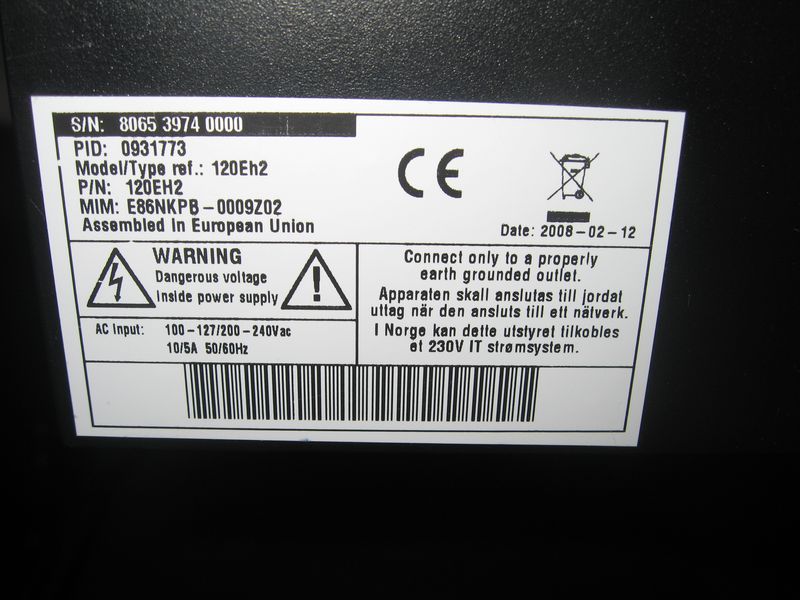 S/N: 8065 3974 0000
PID: 0931773
Model/Type ref.: 120Eh2
P/N: 120EH2
MIM: E86NKPB-0009Z02
Assembled In European Union
CE
Date: 2008-02-12
WARNING
Dangerous voltage
Inside power supply
AC Input: 100-127/200-240Vac
10/5A 50/60Hz
Connect only to a properly
earth grounded outlet.
Apparaten skall anslutas till jordat
uttag när den ansluts till ett nätverk.
I Norge kan dette utstyret tilkobles
et 230V IT strømsystem.